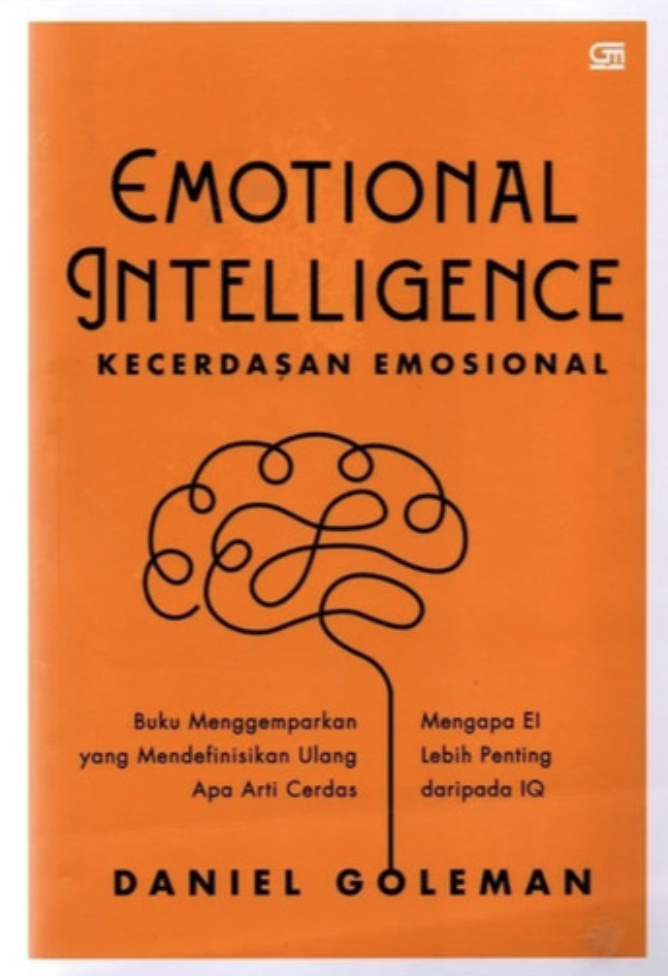 GM
EMOTIONAL
INTELLIGENCE
KECERDASAN EMOSIONAL
Buku Menggemparkan
yang Mendefinisikan Ulang
Apa Arti Cerdas
Mengapa EI
Lebih Penting
daripada IQ
DANIEL GOLEMAN